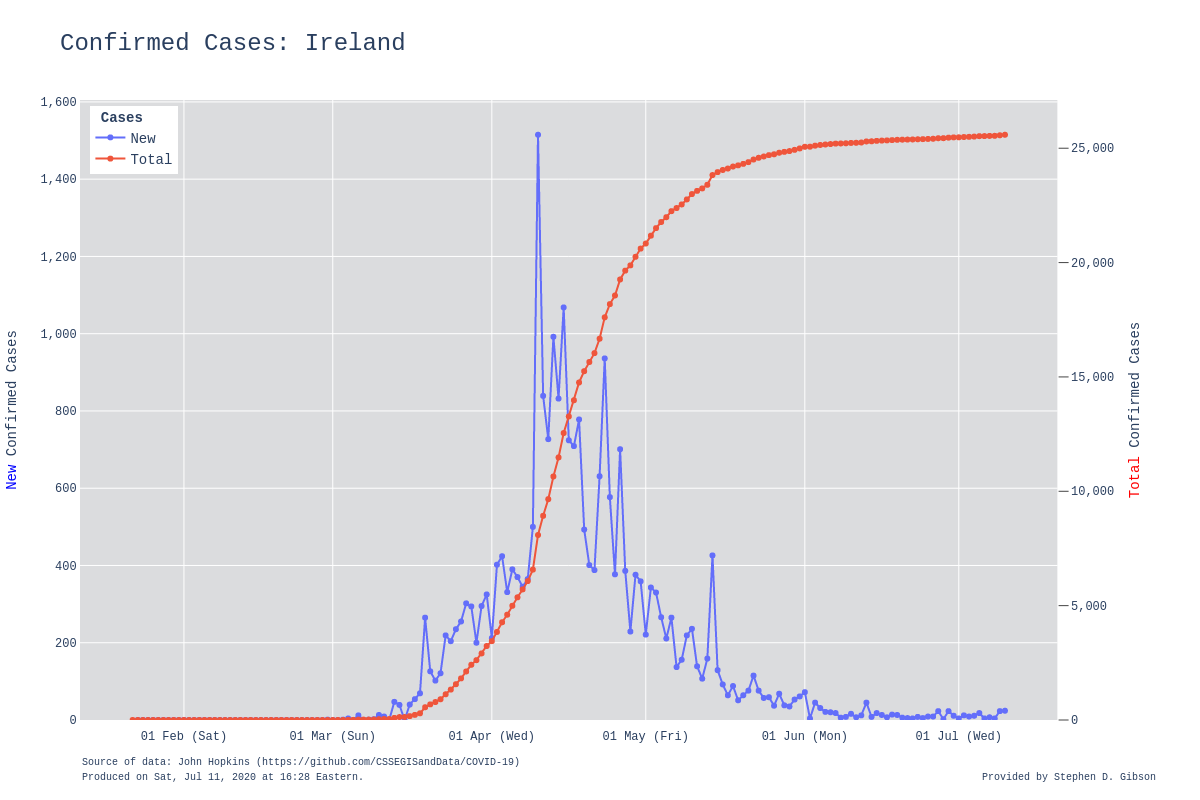 Confirmed Cases: Ireland
Cases
New
Total
1,600
1,400
1,200
1,000
800
600
400
200
0
New Confirmed Cases
25,000
20,000
15,000
10,000
5,000
0
Total Confirmed Cases
01 Feb (Sat) 01 Mar (Sun) 01 Apr (Wed) 01 May (Fri) 01 Jun (Mon) 01 Jul (Wed)
Source of data: John Hopkins (https://github.com/CSSEGISandData/COVID-19)
Produced on Sat, Jul 11, 2020 at 16:28 Eastern.
Provided by Stephen D. Gibson